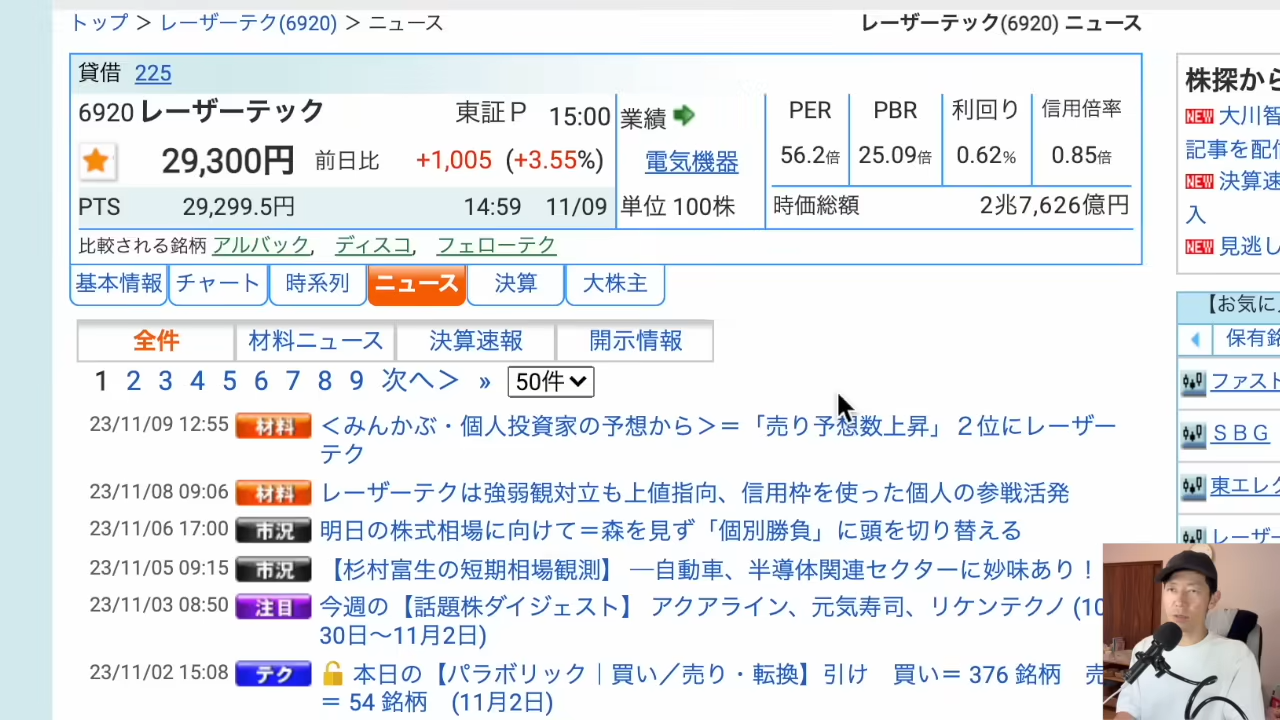 トップ ＞ レーザーテク(6920) ＞ ニュース
レーザーテック(6920) ニュース
貸借 225
6920 レーザーテック 東証Ｐ 15:00
29,300円 前日比 +1,005 (+3.55%)
PTS 29,299.5円 14:59 11/09
業績
電気機器
単位 100株
PER PBR 利回り 信用倍率
56.2倍 25.09倍 0.62% 0.85倍
時価総額 2兆7,626億円
比較される銘柄 アルバック, ディスコ, フェローテク
基本情報 チャート 時系列 ニュース 決算 大株主
全件 材料ニュース 決算速報 開示情報
1 2 3 4 5 6 7 8 9 次へ＞ » 50件
23/11/09 12:55 材料 ＜みんかぶ・個人投資家の予想から＞＝「売り予想数上昇」２位にレーザー
テク
23/11/08 09:06 材料 レーザーテクは強弱観対立も上値指向、信用枠を使った個人の参戦活発
23/11/06 17:00 市況 明日の株式相場に向けて＝森を見ず「個別勝負」に頭を切り替える
23/11/05 09:15 市況 【杉村富生の短期相場観測】 ─自動車、半導体関連セクターに妙味あり！
23/11/03 08:50 注目 今週の【話題株ダイジェスト】 アクアライン、元気寿司、リケンテクノ (10
30日～11月2日)
23/11/02 15:08 テク 本日の【パラボリック｜買い／売り・転換】引け 買い＝ 376 銘柄 売
＝ 54 銘柄 (11月2日)
株探から
NEW 大川智
記事を配信
NEW 決算速
入
NEW 見逃し
【お気に入
保有銘
ファスト
ＳＢＧ
東エレク
レーザー